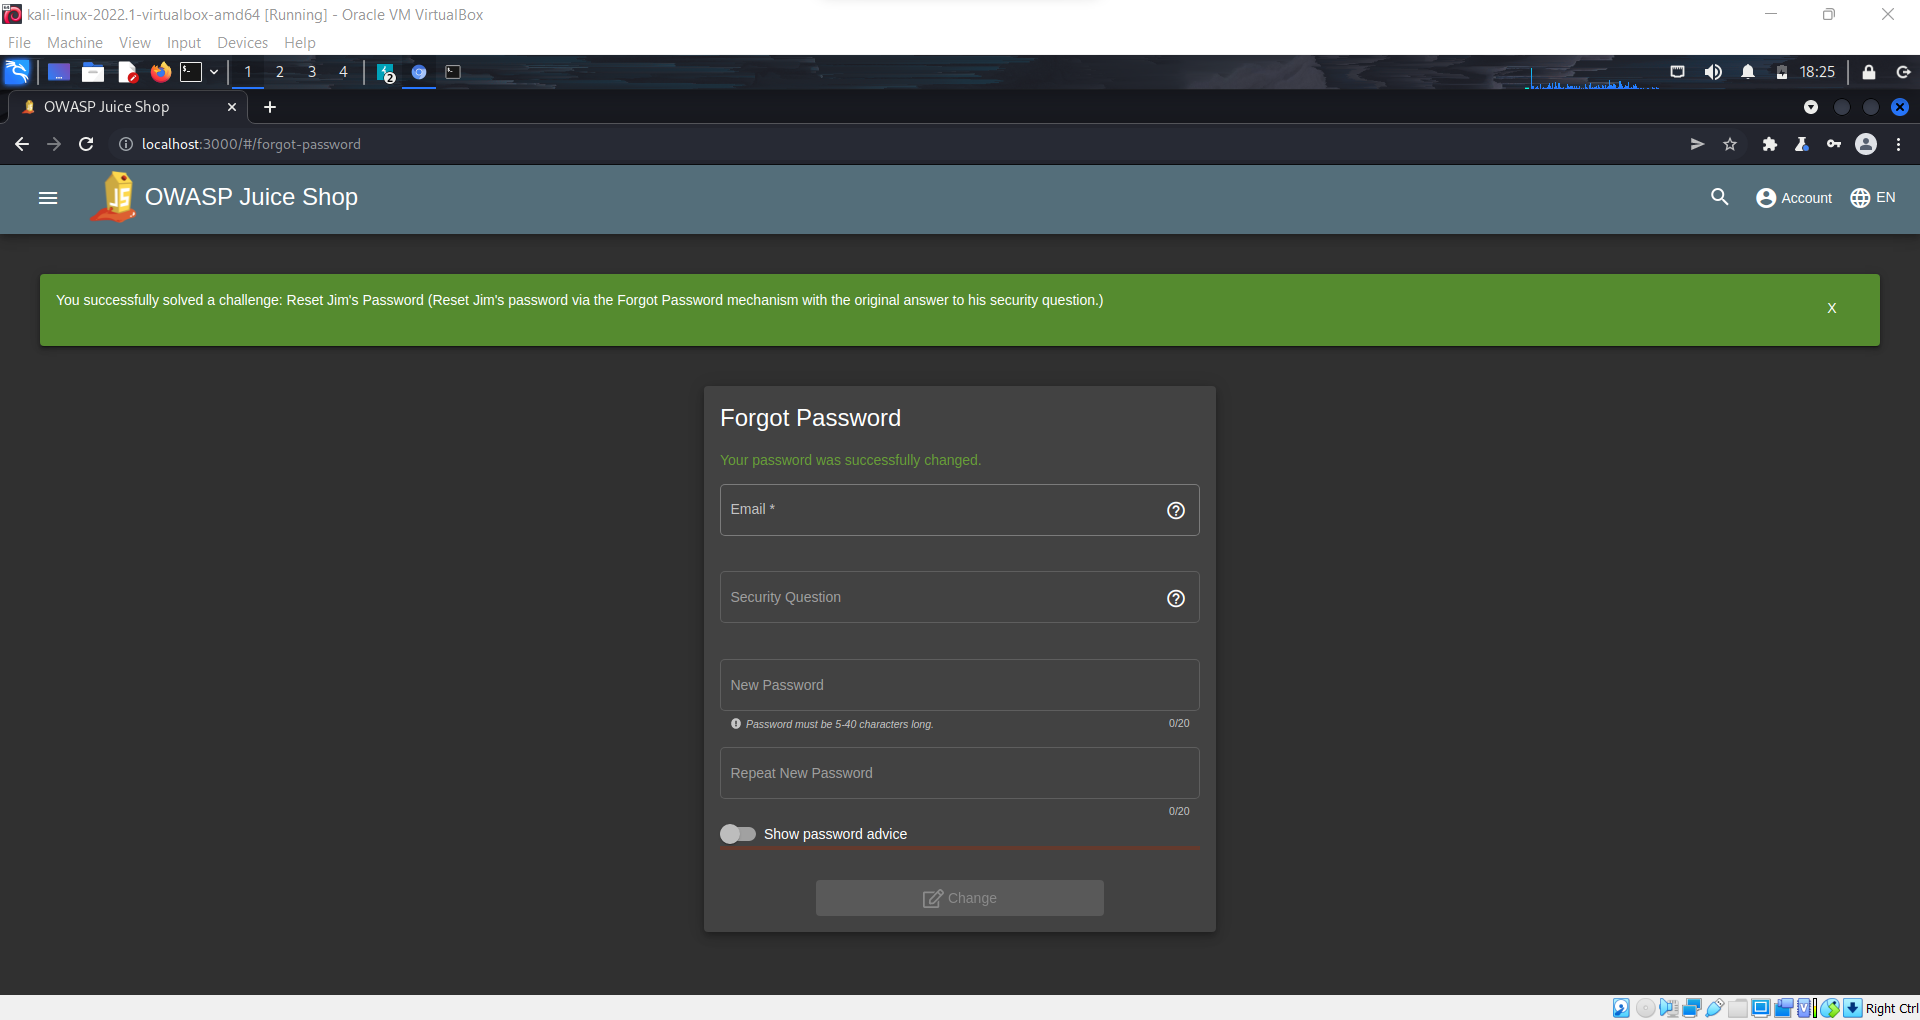 kali-linux-2022.1-virtualbox-amd64 [Running] - Oracle VM VirtualBox
File Machine View Input Devices Help
1 2 3 4 2 18:25
OWASP Juice Shop
localhost:3000/#/forgot-password
JS OWASP Juice Shop Account EN
You successfully solved a challenge: Reset Jim's Password (Reset Jim's password via the Forgot Password mechanism with the original answer to his security question.) X
Forgot Password
Your password was successfully changed.
Email *
Security Question
New Password
Password must be 5-40 characters long. 0/20
Repeat New Password
0/20
Show password advice
Change
Right Ctrl